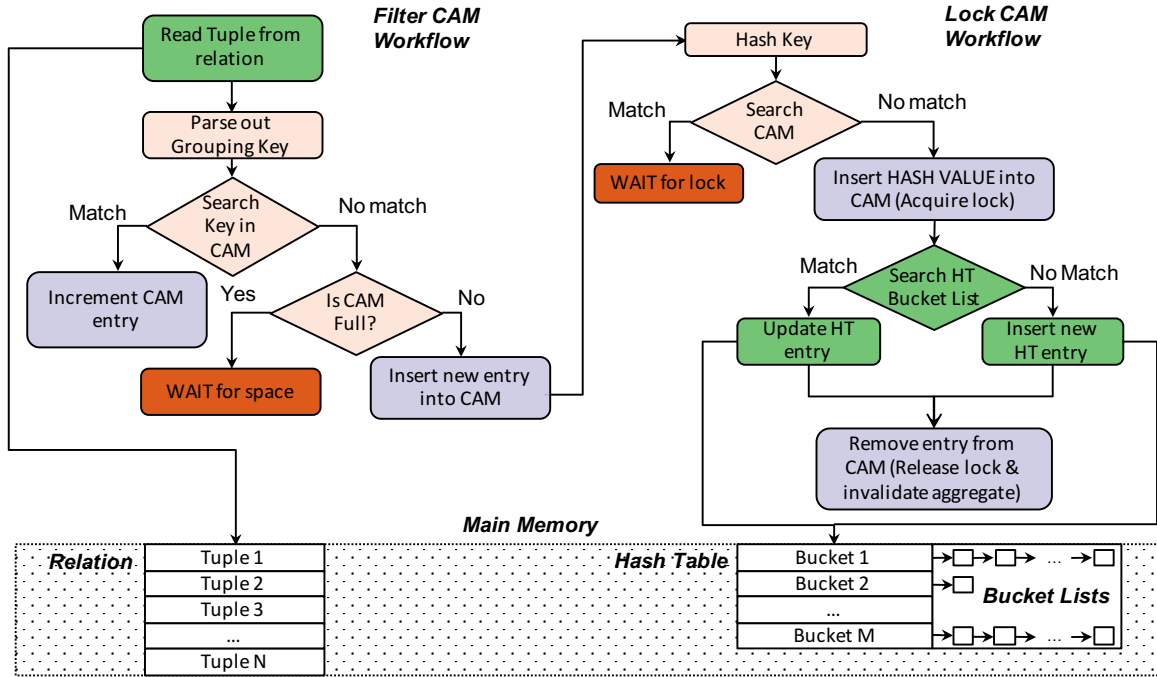 Filter CAM
Workflow
Read Tuple from
relation
Parse out
Grouping Key
Search
Key in
CAM
Match
No match
Increment CAM
entry
Is CAM
Full?
Yes
No
WAIT for space
Insert new entry
into CAM
Lock CAM
Workflow
Hash Key
Search
CAM
Match
No match
WAIT for lock
Insert HASH VALUE into
CAM (Acquire lock)
Search HT
Bucket List
Match
No Match
Update HT
entry
Insert new
HT entry
Remove entry from
CAM (Release lock &
invalidate aggregate)
Main Memory
Relation
Tuple 1
Tuple 2
Tuple 3
...
Tuple N
Hash Table
Bucket 1
Bucket 2
...
Bucket M
...
Bucket Lists
...